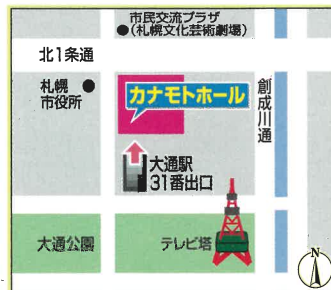 市民交流プラザ
(札幌文化芸術劇場)
北1条通
札幌
市役所
カナモトホール
創成川通
大通駅
31番出口
大通公園
テレビ塔
N